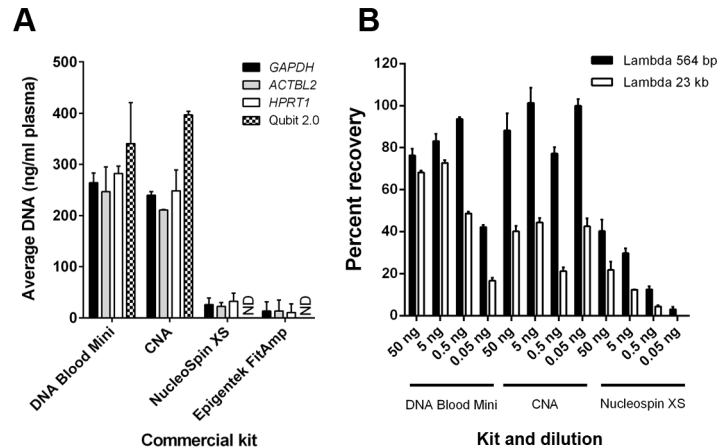 A
Average DNA (ng/ml plasma)
500
400
300
200
100
0
GAPDH
ACTBL2
HPRT1
Qubit 2.0
ND
ND
DNA Blood Mini
CNA
NucleoSpin XS
Epigentek FitAmp
Commercial kit
B
Percent recovery
120
100
80
60
40
20
0
Lambda 564 bp
Lambda 23 kb
50 ng
5 ng
0.5 ng
0.05 ng
50 ng
5 ng
0.5 ng
0.05 ng
50 ng
5 ng
0.5 ng
0.05 ng
DNA Blood Mini
CNA
Nucleospin XS
Kit and dilution